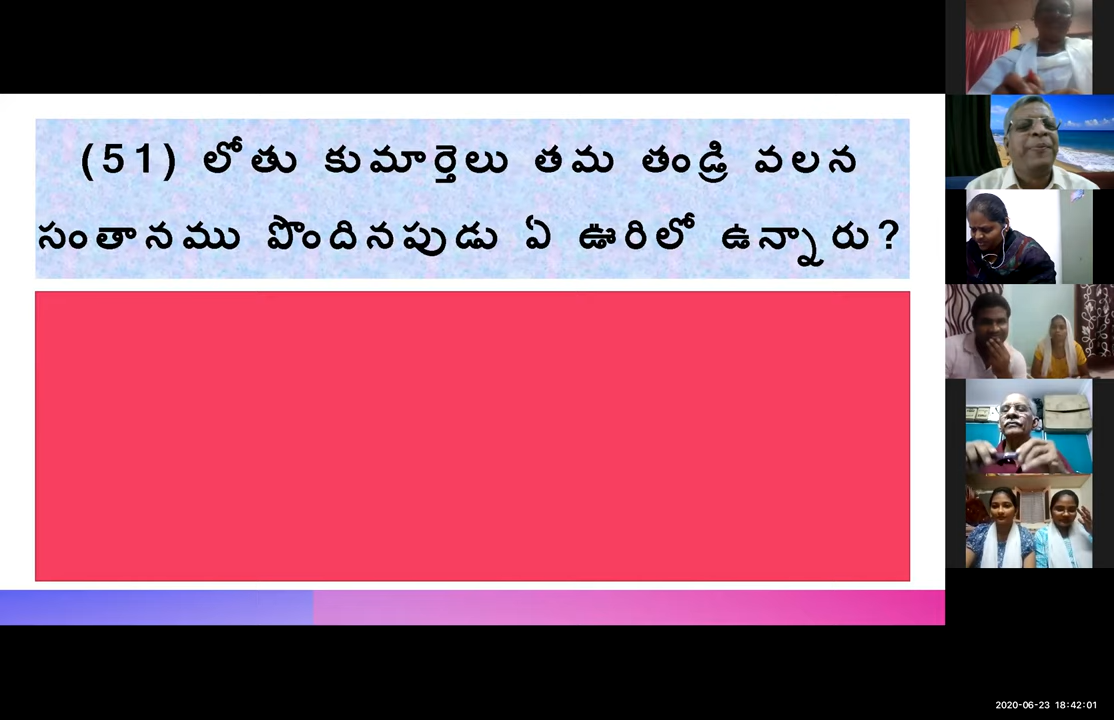 (51) లోతు కుమార్తెలు తమ తండ్రి వలన
సంతానము పొందినపుడు ఏ ఊరిలో ఉన్నారు?
2020-06-23 18:42:01